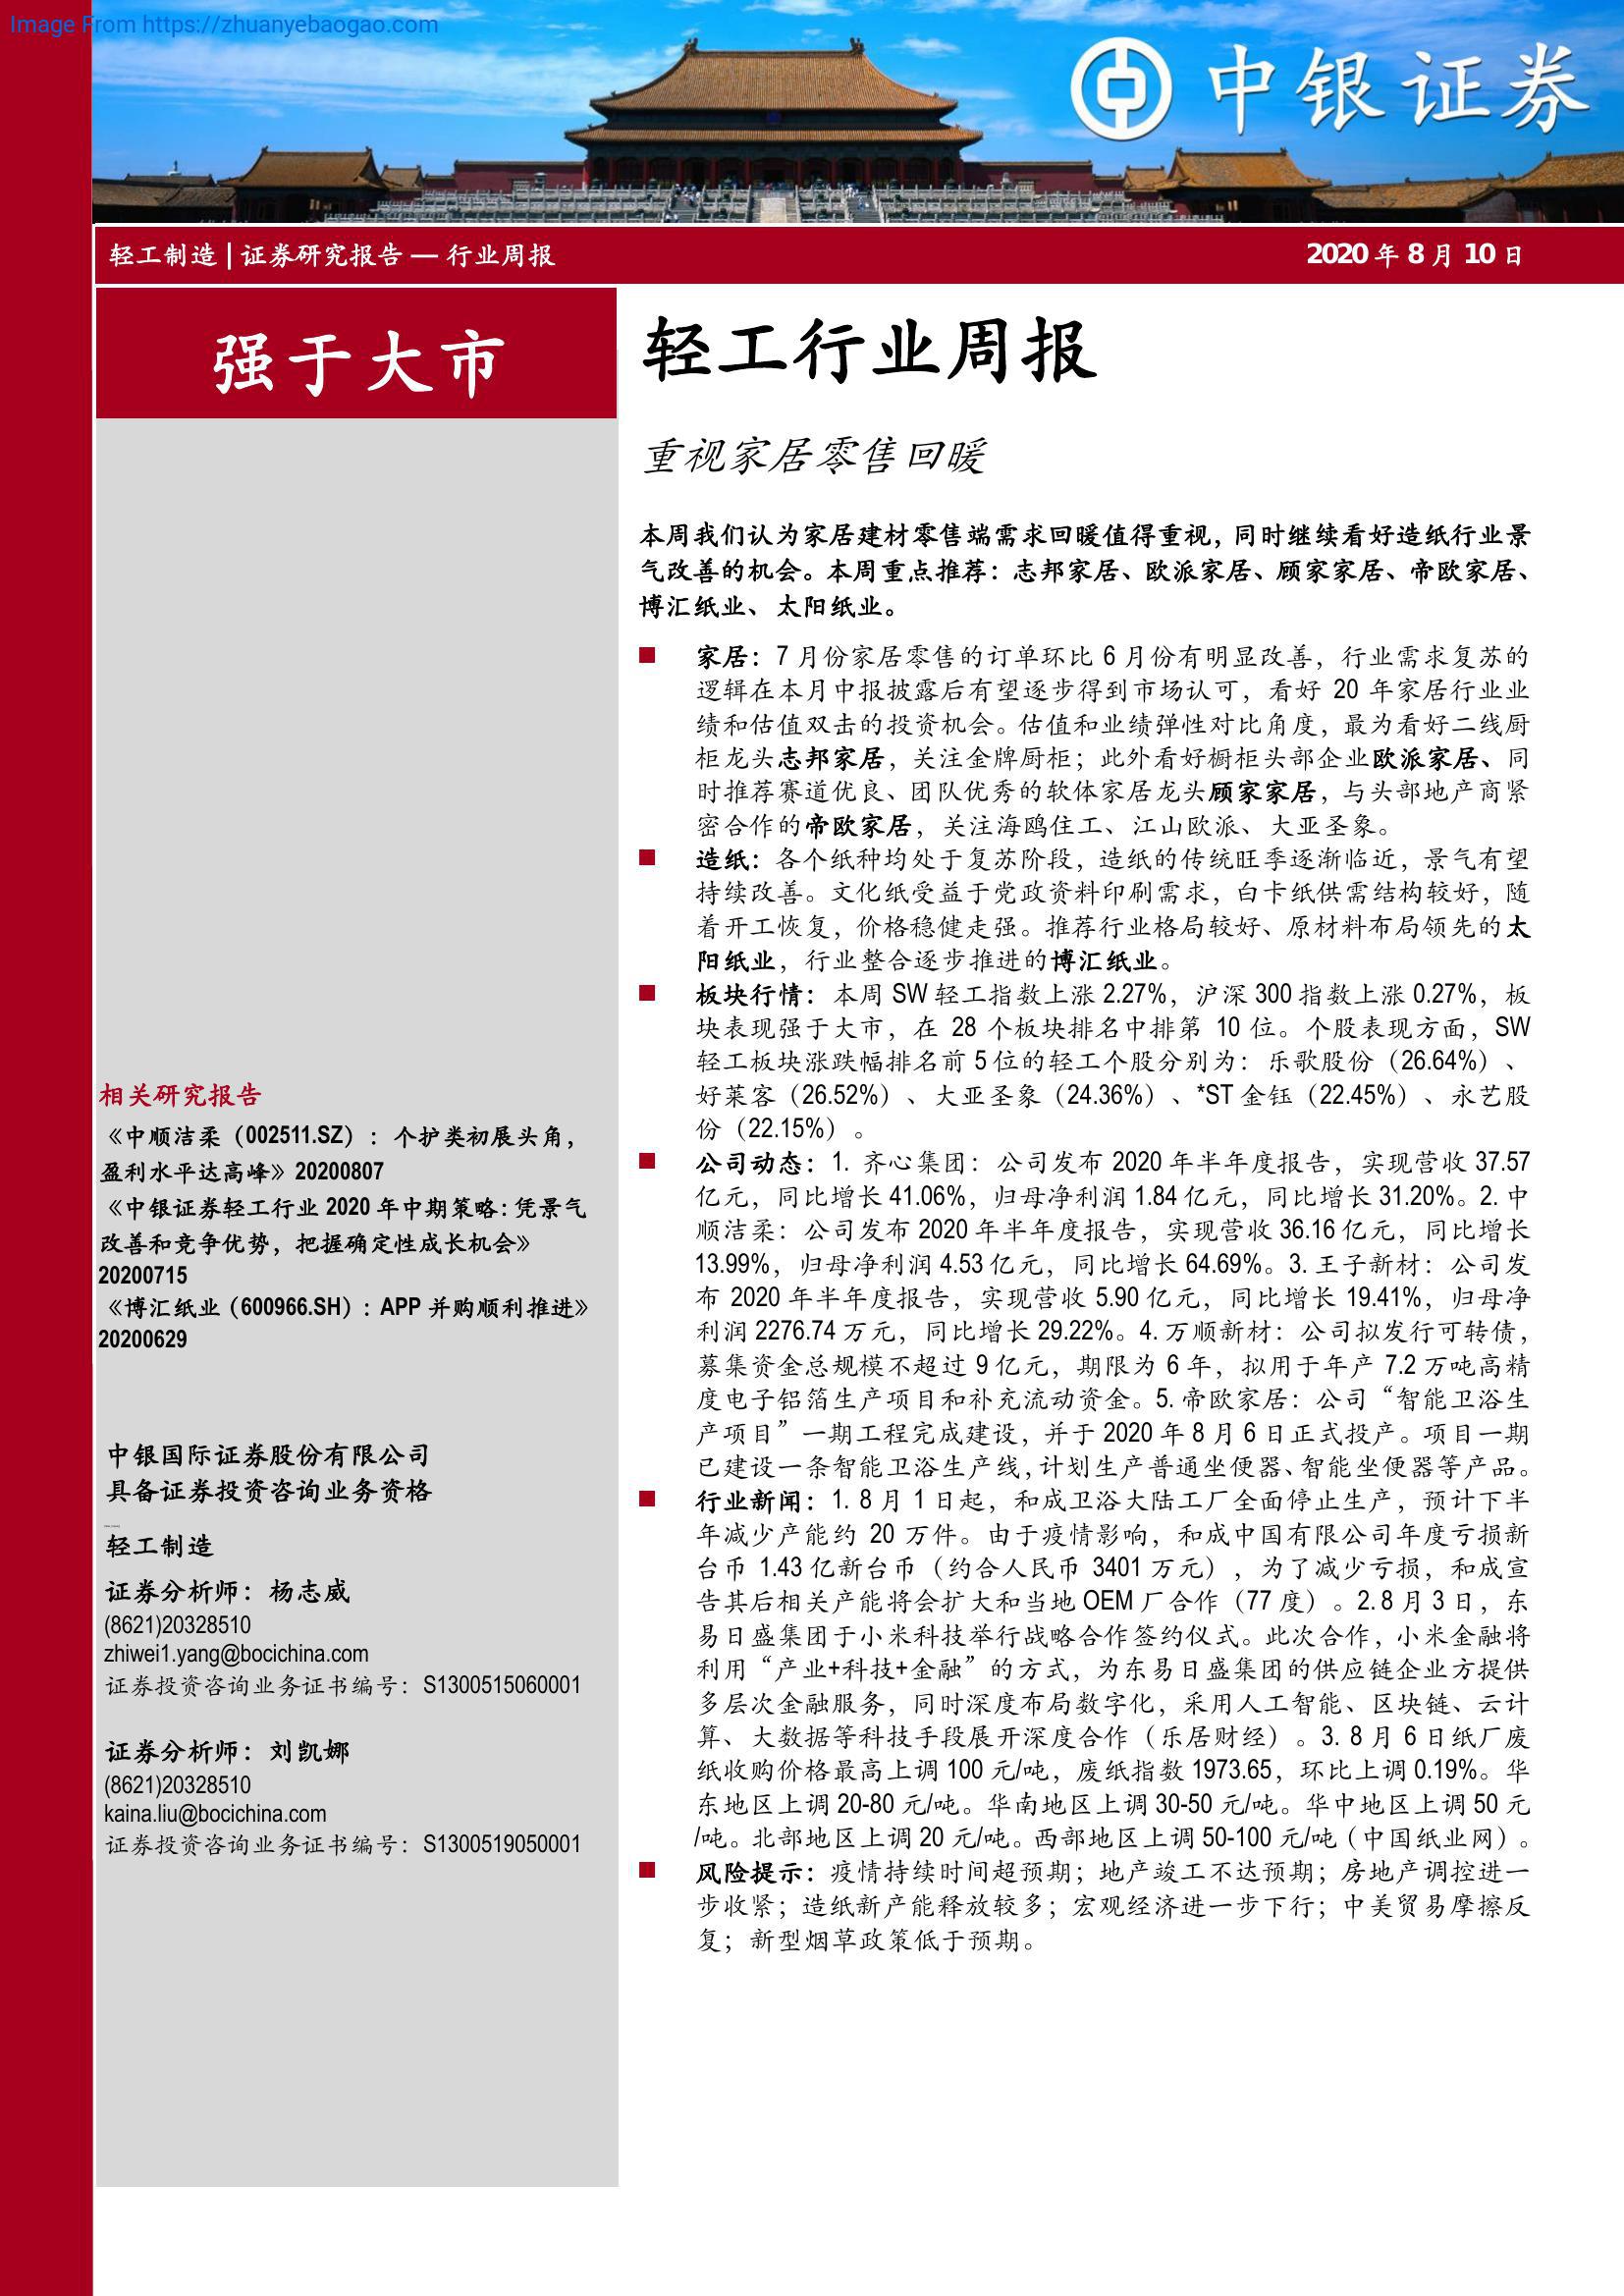 Image From https://zhuanyebaogao.com
中银证券
轻工制造 | 证券研究报告 — 行业周报
2020 年 8 月 10 日
强于大市
相关研究报告
《中顺洁柔（002511.SZ）：个护类初展头角，
盈利水平达高峰》20200807
《中银证券轻工行业 2020 年中期策略：凭景气
改善和竞争优势，把握确定性成长机会》
20200715
《博汇纸业（600966.SH）：APP 并购顺利推进》
20200629
中银国际证券股份有限公司
具备证券投资咨询业务资格
轻工制造
证券分析师：杨志威
(8621)20328510
zhiwei1.yang@bocichina.com
证券投资咨询业务证书编号：S1300515060001
证券分析师：刘凯娜
(8621)20328510
kaina.liu@bocichina.com
证券投资咨询业务证书编号：S1300519050001
轻工行业周报
重视家居零售回暖
本周我们认为家居建材零售端需求回暖值得重视，同时继续看好造纸行业景
气改善的机会。本周重点推荐：志邦家居、欧派家居、顾家家居、帝欧家居、
博汇纸业、太阳纸业。
家居：7 月份家居零售的订单环比 6 月份有明显改善，行业需求复苏的
逻辑在本月中报披露后有望逐步得到市场认可，看好 20 年家居行业业
绩和估值双击的投资机会。估值和业绩弹性对比角度，最为看好二线厨
柜龙头志邦家居，关注金牌厨柜；此外看好橱柜头部企业欧派家居、同
时推荐赛道优良、团队优秀的软体家居龙头顾家家居，与头部地产商紧
密合作的帝欧家居，关注海鸥住工、江山欧派、大亚圣象。
造纸：各个纸种均处于复苏阶段，造纸的传统旺季逐渐临近，景气有望
持续改善。文化纸受益于党政资料印刷需求，白卡纸供需结构较好，随
着开工恢复，价格稳健走强。推荐行业格局较好、原材料布局领先的太
阳纸业，行业整合逐步推进的博汇纸业。
板块行情：本周 SW 轻工指数上涨 2.27%，沪深 300 指数上涨 0.27%，板
块表现强于大市，在 28 个板块排名中排第 10 位。个股表现方面，SW
轻工板块涨跌幅排名前 5 位的轻工个股分别为：乐歌股份（26.64%）、
好莱客（26.52%）、大亚圣象（24.36%）、*ST 金钰（22.45%）、永艺股
份（22.15%）。
公司动态：1. 齐心集团：公司发布 2020 年半年度报告，实现营收 37.57
亿元，同比增长 41.06%，归母净利润 1.84 亿元，同比增长 31.20%。2. 中
顺洁柔：公司发布 2020 年半年度报告，实现营收 36.16 亿元，同比增长
13.99%，归母净利润 4.53 亿元，同比增长 64.69%。3. 王子新材：公司发
布 2020 年半年度报告，实现营收 5.90 亿元，同比增长 19.41%，归母净
利润 2276.74 万元，同比增长 29.22%。4. 万顺新材：公司拟发行可转债，
募集资金总规模不超过 9 亿元，期限为 6 年，拟用于年产 7.2 万吨高精
度电子铝箔生产项目和补充流动资金。5. 帝欧家居：公司“智能卫浴生
产项目”一期工程完成建设，并于 2020 年 8 月 6 日正式投产。项目一期
已建设一条智能卫浴生产线，计划生产普通坐便器、智能坐便器等产品。
行业新闻：1. 8 月 1 日起，和成卫浴大陆工厂全面停止生产，预计下半
年减少产能约 20 万件。由于疫情影响，和成中国有限公司年度亏损新
台币 1.43 亿新台币（约合人民币 3401 万元），为了减少亏损，和成宣
告其后相关产能将会扩大和当地 OEM 厂合作（77 度）。2. 8 月 3 日，东
易日盛集团于小米科技举行战略合作签约仪式。此次合作，小米金融将
利用“产业+科技+金融”的方式，为东易日盛集团的供应链企业方提供
多层次金融服务，同时深度布局数字化，采用人工智能、区块链、云计
算、大数据等科技手段展开深度合作（乐居财经）。3. 8 月 6 日纸厂废
纸收购价格最高上调 100 元/吨，废纸指数 1973.65，环比上调 0.19%。华
东地区上调 20-80 元/吨。华南地区上调 30-50 元/吨。华中地区上调 50 元
/吨。北部地区上调 20 元/吨。西部地区上调 50-100 元/吨（中国纸业网）。
风险提示：疫情持续时间超预期；地产竣工不达预期；房地产调控进一
步收紧；造纸新产能释放较多；宏观经济进一步下行；中美贸易摩擦反
复；新型烟草政策低于预期。